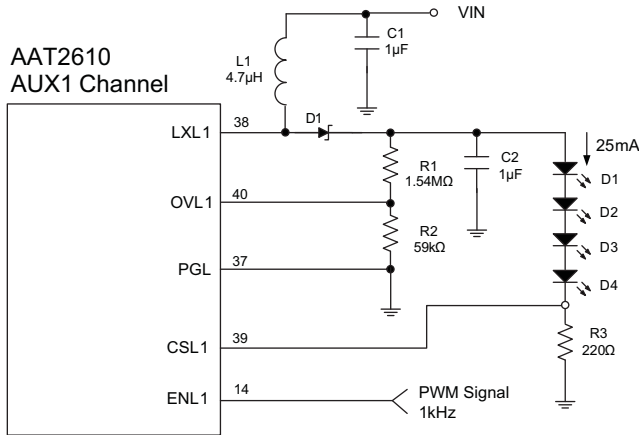 VIN
C1
1µF
L1
4.7µH
AAT2610
AUX1 Channel
LXL1
38
D1
25mA
R1
1.54MΩ
C2
1µF
D1
OVL1
40
D2
R2
59kΩ
D3
PGL
37
D4
CSL1
39
R3
220Ω
ENL1
14
PWM Signal
1kHz